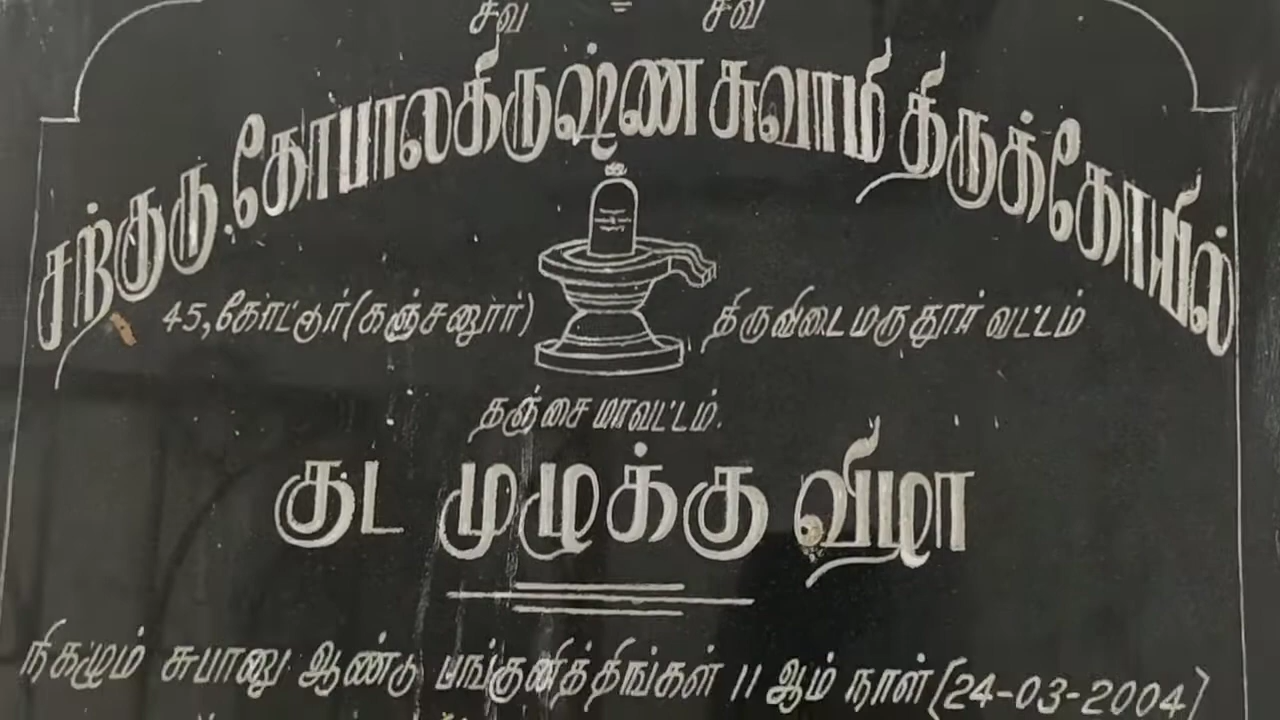 சிவ = சிவ
சற்குரு.கோபாலகிருஷ்ண சுவாமி திருக்கோயில்
45,கோட்டூர்(கஞ்சனூர்) திருவிடைமருதூர் வட்டம்
தஞ்சை மாவட்டம்.
குட முழுக்கு விழா
நிகழும் சுபானு ஆண்டு பங்குனித்திங்கள் 11 ஆம் நாள்(24-03-2004)